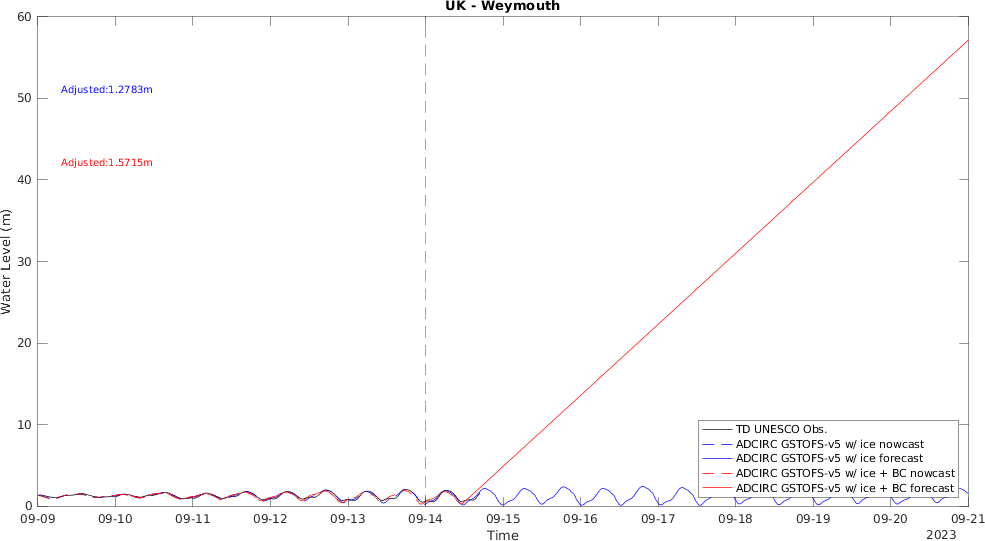 UK - Weymouth
60
50
40
30
20
10
0
Water Level (m)
Adjusted:1.2783m
Adjusted:1.5715m
TD UNESCO Obs.
ADCIRC GSTOFS-v5 w/ ice nowcast
ADCIRC GSTOFS-v5 w/ ice forecast
ADCIRC GSTOFS-v5 w/ ice + BC nowcast
ADCIRC GSTOFS-v5 w/ ice + BC forecast
09-09 09-10 09-11 09-12 09-13 09-14 09-15 09-16 09-17 09-18 09-19 09-20 09-21
Time
2023